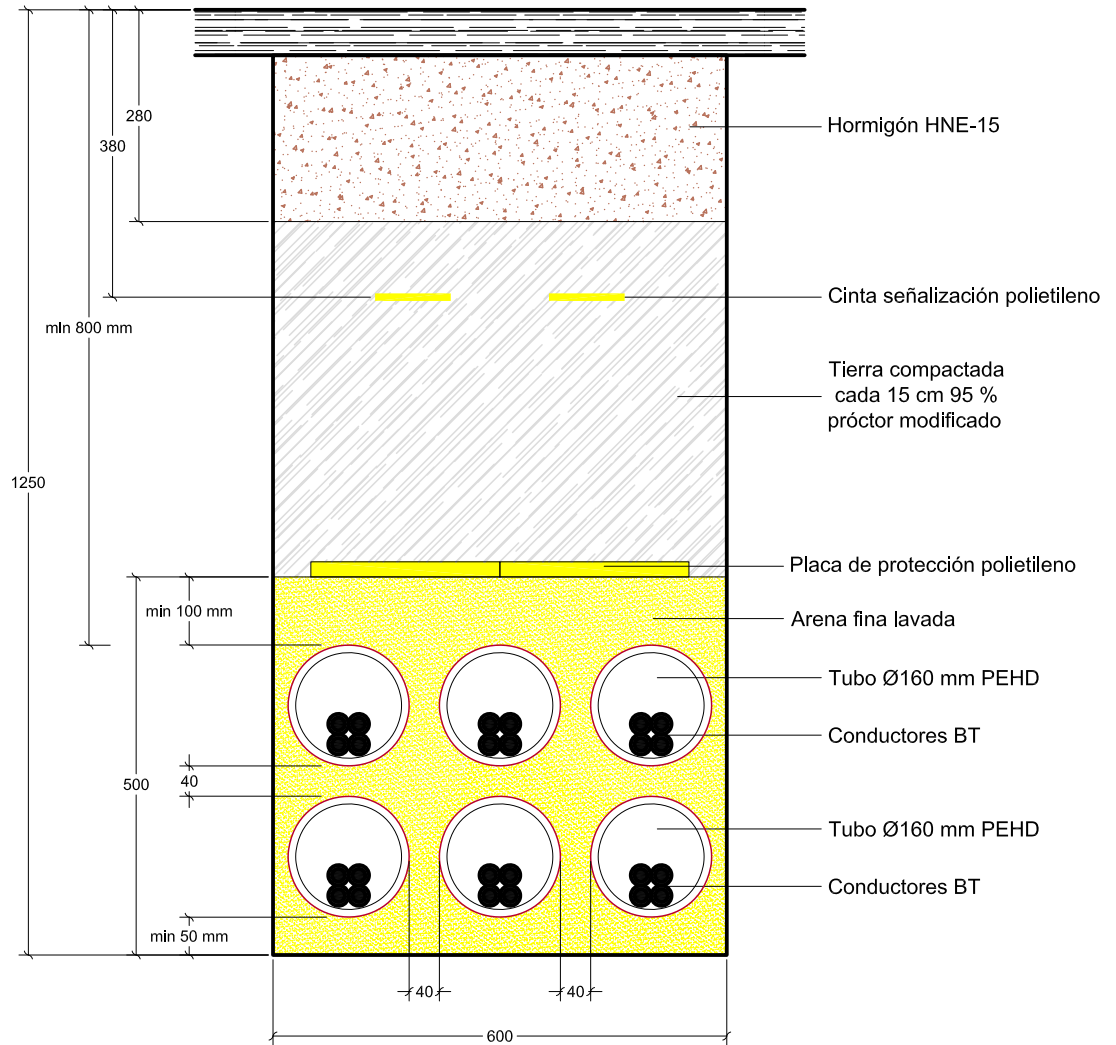 280
Hormigón HNE-15
380
Cinta señalización polietileno
min 800 mm
Tierra compactada
cada 15 cm 95 %
próctor modificado
1250
Placa de protección polietileno
min 100 mm
Arena fina lavada
Tubo Ø160 mm PEHD
Conductores BT
500
40
Tubo Ø160 mm PEHD
Conductores BT
min 50 mm
40
40
600